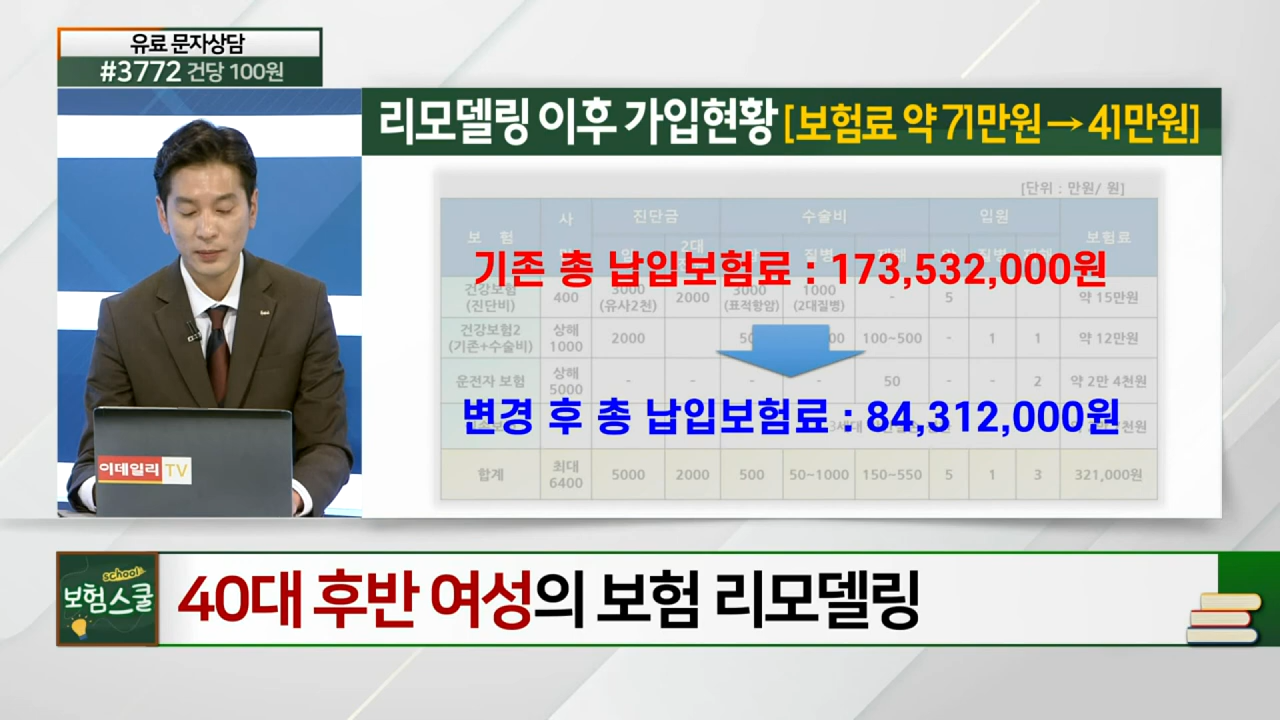 유료 문자상담
#3772 건당 100원
리모델링 이후 가입현황 [보험료 약 71만원 → 41만원]
[단위 : 만원/ 원]
보 험 사 진단금 수술비 입원 보험료
2대
기존 총 납입보험료 : 173,532,000원
건강보험 (진단비) 400 3000 (유사2천) 2000 3000 (표적항암) 1000 (2대질병) - 5 약 15만원
건강보험2 (기존+수술비) 상해 1000 2000 100~500 - 1 1 약 12만원
운전자 보험 상해 5000 - - - - 50 - - 2 약 2만 4천원
변경 후 총 납입보험료 : 84,312,000원
합계 최대 6400 5000 2000 500 50~1000 150~550 5 1 3 321,000원
이데일리 TV
school
보험스쿨
40대 후반 여성의 보험 리모델링